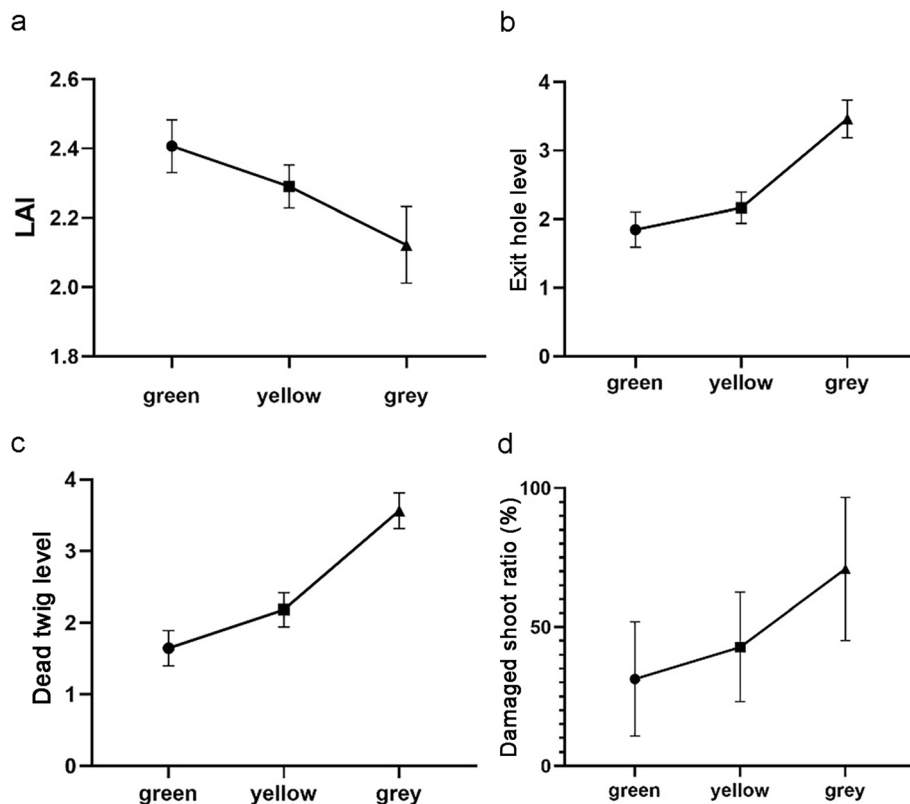 a
2.6
2.4
2.2
2.0
1.8
LAI
green yellow grey
b
4
3
2
1
0
Exit hole level
green yellow grey
c
4
3
2
1
0
Dead twig level
green yellow grey
d
100
50
0
Damaged shoot ratio (%)
green yellow grey